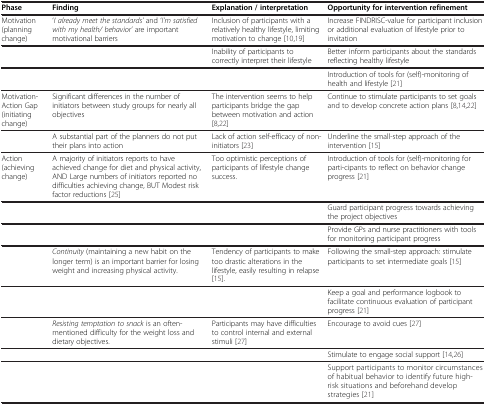 Phase Finding Explanation / interpretation Opportunity for intervention refinement
Motivation 'I already meet the standards' and 'I'm satisfied Inclusion of participants with a Increase FINDRISC-value for participant inclusion
(planning with my health/ behavior' are important relatively healthy lifestyle, limiting or additional evaluation of lifestyle prior to
change) motivational barriers motivation to change [10,19] invitation
Inability of participants to Better inform participants about the standards
correctly interpret their lifestyle reflecting healthy lifestyle
Introduction of tools for (self)-monitoring of
health and lifestyle [21]
Motivation- Significant differences in the number of The intervention seems to help Continue to stimulate participants to set goals
Action Gap initiators between study groups for nearly all participants bridge the gap and to develop concrete action plans [8,14,22]
(initiating objectives between motivation and action
change) [8,22]
A substantial part of the planners do not put Lack of action self-efficacy of non- Underline the small-step approach of the
their plans into action initiators [23] intervention [15]
Action A majority of initiators reports to have Too optimistic perceptions of Introduction of tools for (self)-monitoring for
(achieving achieved change for diet and physical activity, participants of lifestyle change parti-cipants to reflect on behavior change
change) AND Large numbers of initiators reported no success. progress [21]
difficulties achieving change, BUT Modest risk
factor reductions [25]
Guard participant progress towards achieving
the project objectives
Provide GPs and nurse practitioners with tools
for monitoring participant progress
Continuity (maintaining a new habit on the Tendency of participants to make Following the small-step approach: stimulate
longer term) is an important barrier for losing too drastic alterations in the participants to set intermediate goals [15]
weight and increasing physical activity. lifestyle, easily resulting in relapse
[15].
Keep a goal and performance logbook to
facilitate continuous evaluation of participant
progress [21]
Resisting temptation to snack is an often- Participants may have difficulties Encourage to avoid cues [27]
mentioned difficulty for the weight loss and to control internal and external
dietary objectives. stimuli [27]
Stimulate to engage social support [14,26]
Support participants to monitor circumstances
of habitual behavior to identify future high-
risk situations and beforehand develop
strategies [21]